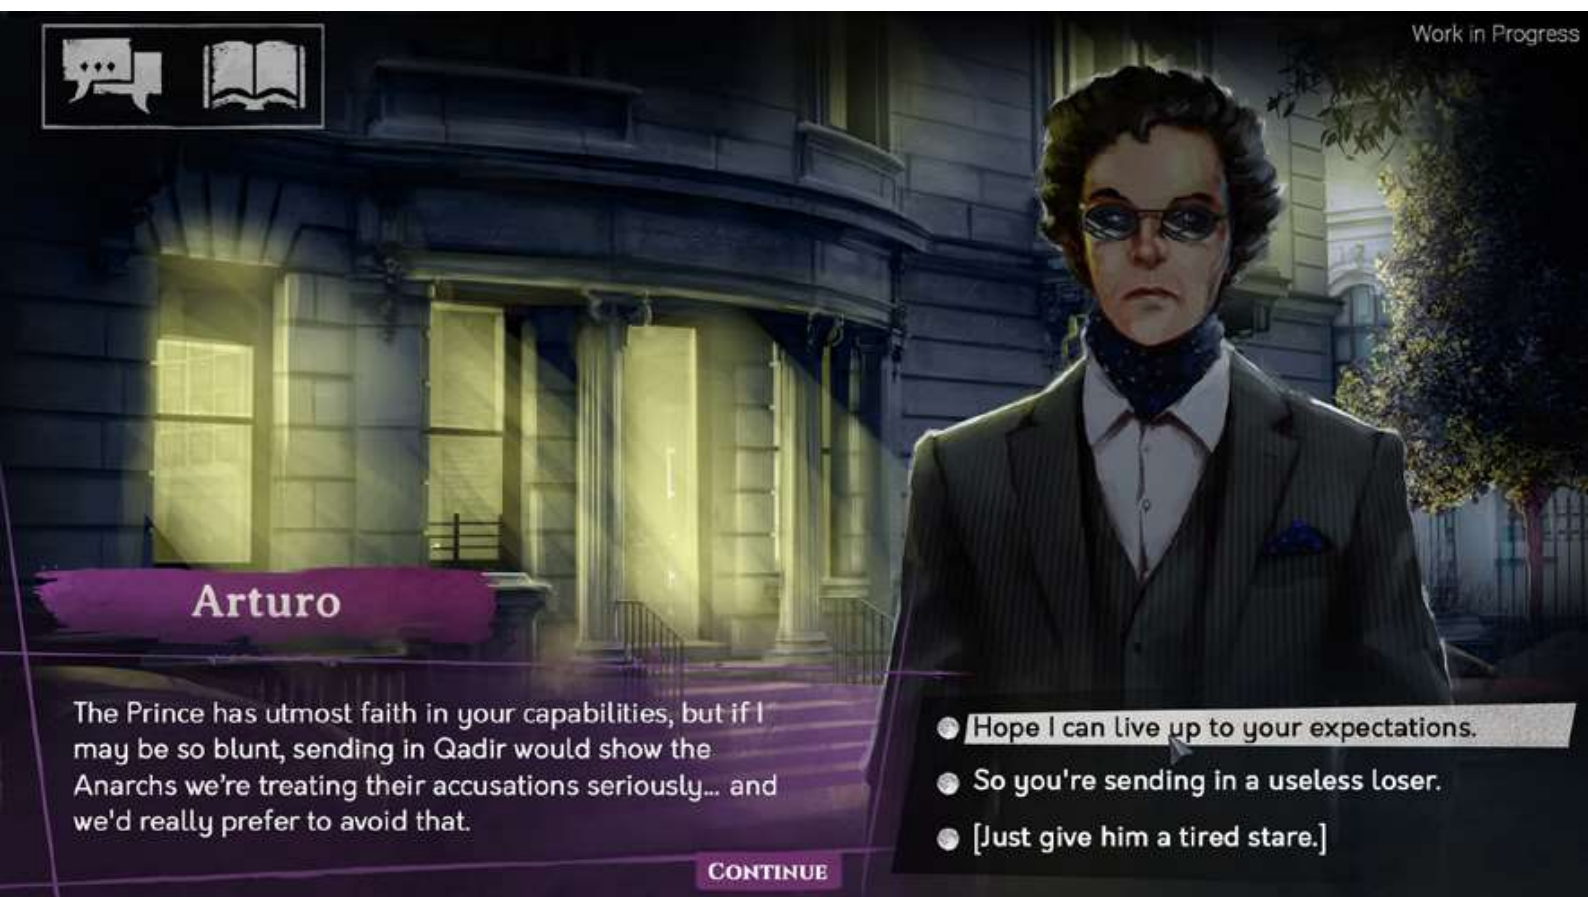 Work in Progress
Arturo
The Prince has utmost faith in your capabilities, but if I
may be so blunt, sending in Qadir would show the
Anarchs we're treating their accusations seriously... and
we'd really prefer to avoid that.
Hope I can live up to your expectations.
So you're sending in a useless loser.
[Just give him a tired stare.]
CONTINUE